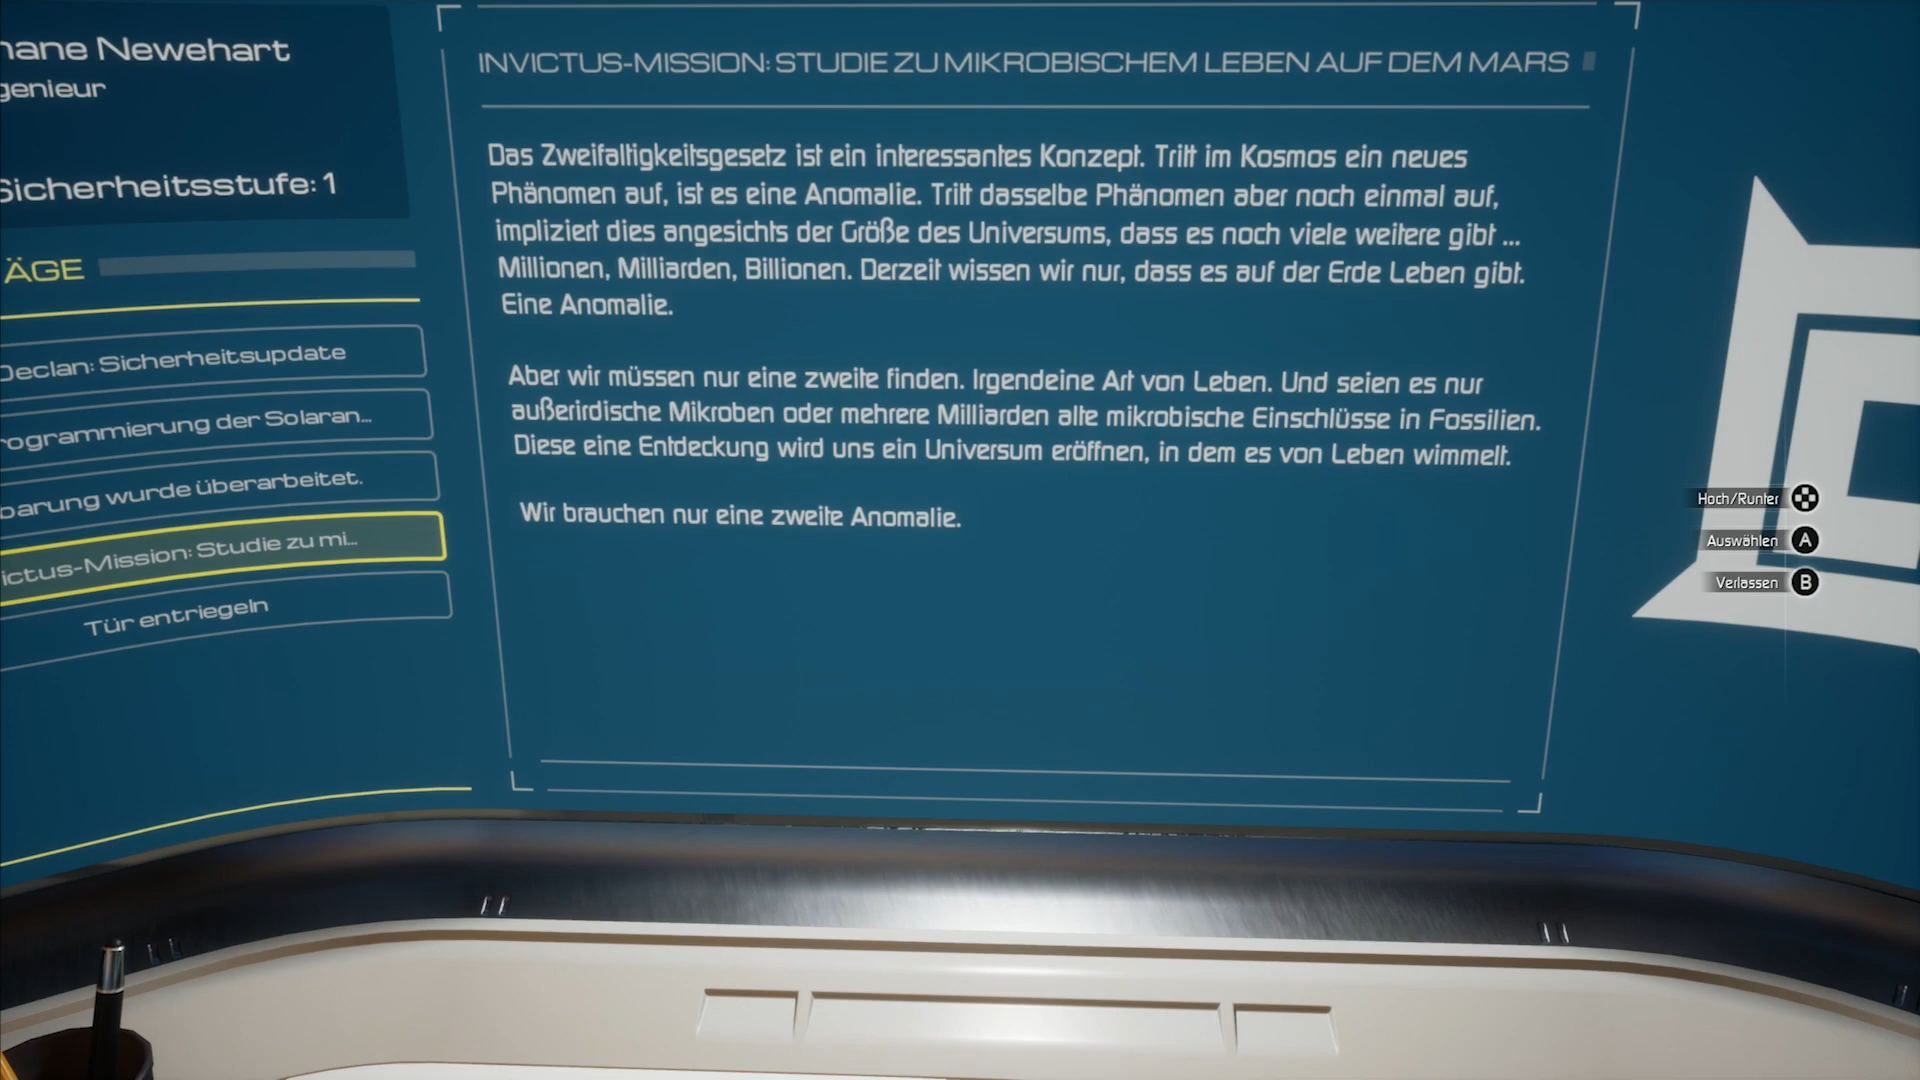 Newehart
Sicherheitsstufe: 1
Declan: Sicherheitsupdate
der Solaran...
wurde überarbeitet.
-Mission: Studie zu mi...
Tür entriegeln
INVICTUS-MISSION: STUDIE ZU MIKROBISCHEM LEBEN AUF DEM MARS
Das Zweifaltigkeitsgesetz ist ein interessantes Konzept. Tritt im Kosmos ein neues
Phänomen auf, ist es eine Anomalie. Tritt dasselbe Phänomen aber noch einmal auf,
impliziert dies angesichts der Größe des Universums, dass es noch viele weitere gibt ...
Millionen, Milliarden, Billionen. Derzeit wissen wir nur, dass es auf der Erde Leben gibt.
Eine Anomalie.
Aber wir müssen nur eine zweite finden. Irgendeine Art von Leben. Und seien es nur
außerirdische Mikroben oder mehrere Milliarden alte mikrobische Einschlüsse in Fossilien.
Diese eine Entdeckung wird uns ein Universum eröffnen, in dem es von Leben wimmelt.
Wir brauchen nur eine zweite Anomalie.
Hoch/Runter
Auswählen A
Verlassen B